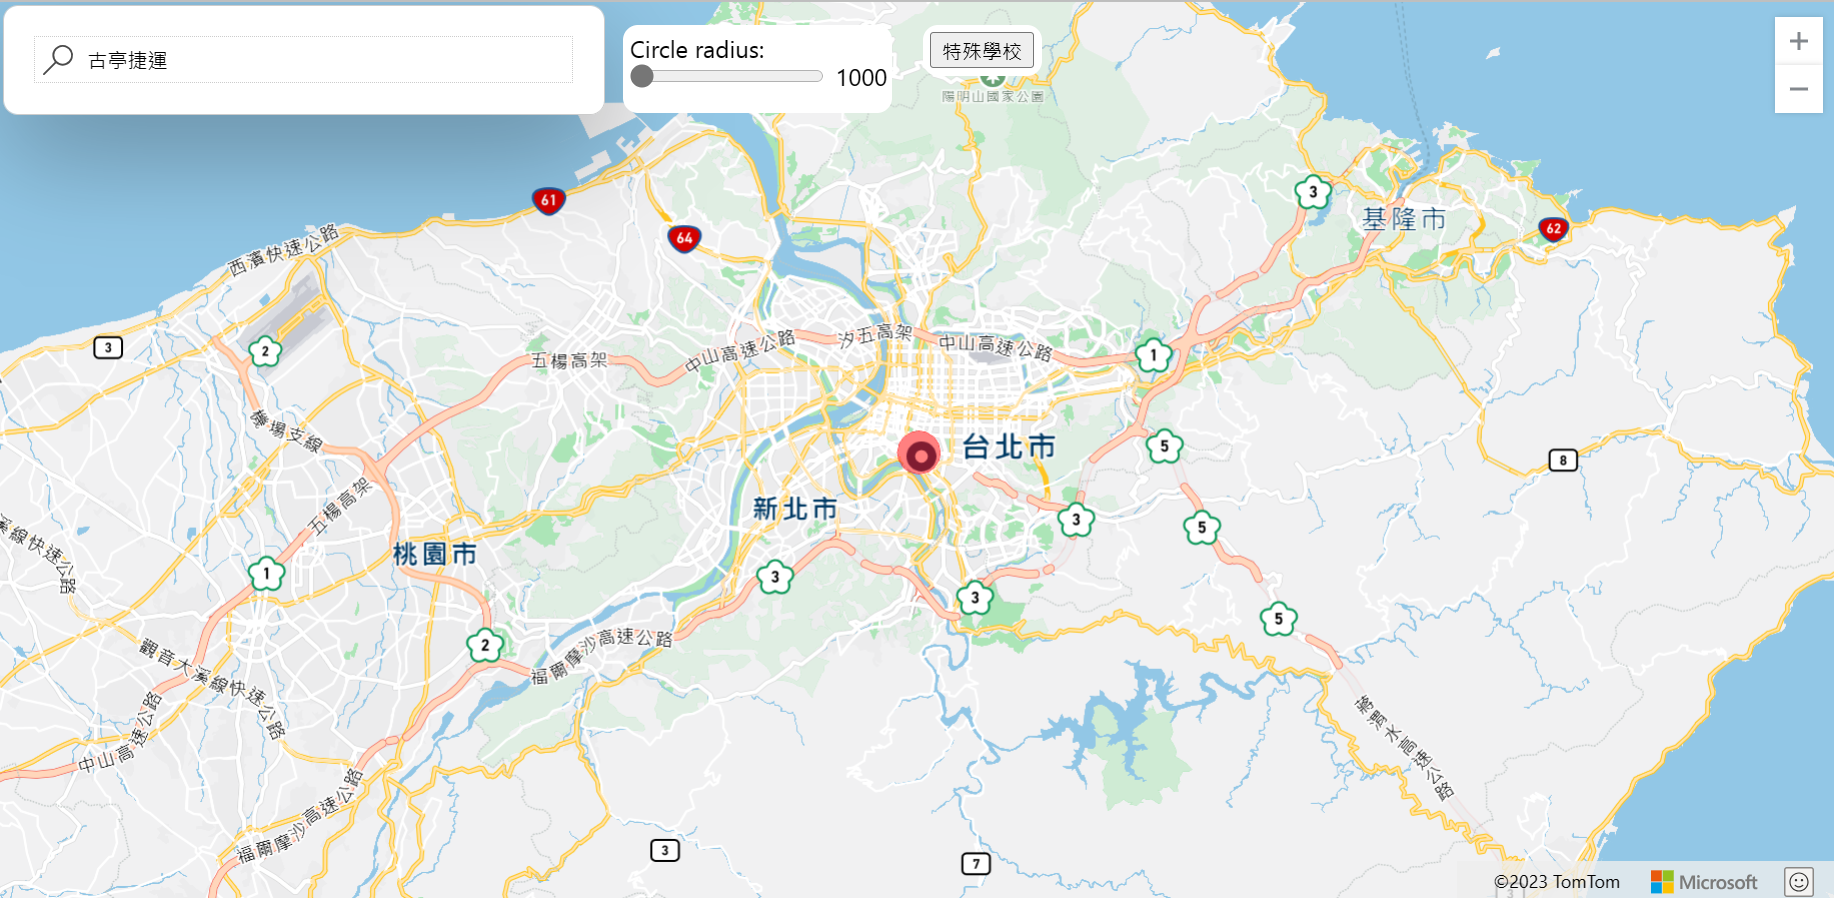 古亭捷運
Circle radius:
1000
特殊學校
陽明山國家公園
61
64
3
基隆市
62
西濱快速公路
3
2
五楊高架
中山高速公路
汐五高架
中山高速公路
1
機場支線
台北市
5
8
五楊高架
新北市
3
5
桃園市
1
3
3
5
2
觀音大溪線快速公路
福爾摩沙高速公路
中山高速公路
蔣渭水高速公路
福爾摩沙高速公路
3
7
©2023 TomTom
Microsoft